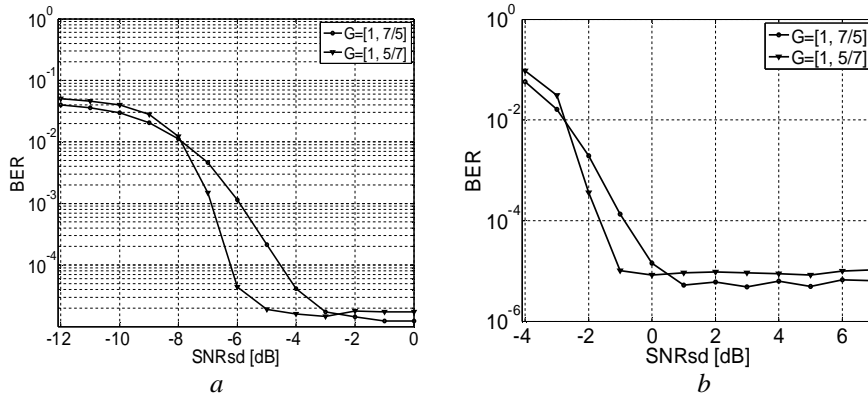 10^0
10^-1
10^-2
10^-3
10^-4
BER
-12 -10 -8 -6 -4 -2 0
SNRsd [dB]
G=[1, 7/5]
G=[1, 5/7]
a
10^0
10^-2
10^-4
10^-6
BER
-4 -2 0 2 4 6
SNRsd [dB]
G=[1, 7/5]
G=[1, 5/7]
b